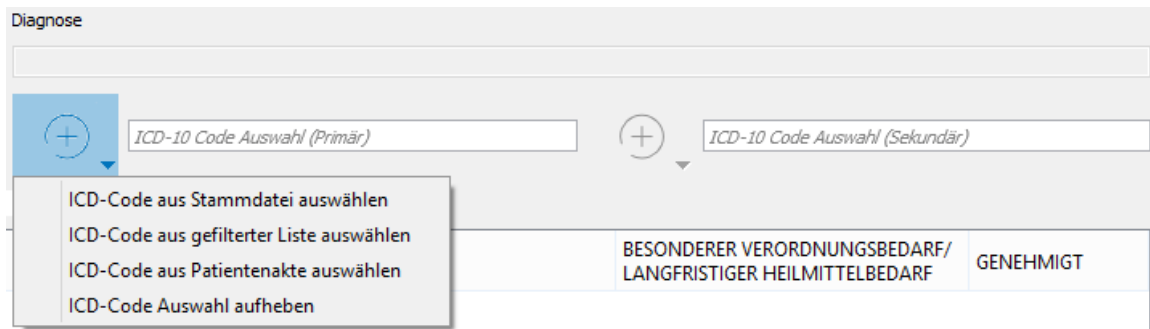 Diagnose
ICD-10 Code Auswahl (Primär)
ICD-10 Code Auswahl (Sekundär)
ICD-Code aus Stammdatei auswählen
ICD-Code aus gefilterter Liste auswählen
ICD-Code aus Patientenakte auswählen
ICD-Code Auswahl aufheben
BESONDERER VERORDNUNGSBEDARF/
LANGFRISTIGER HEILMITTELBEDARF
GENEHMIGT